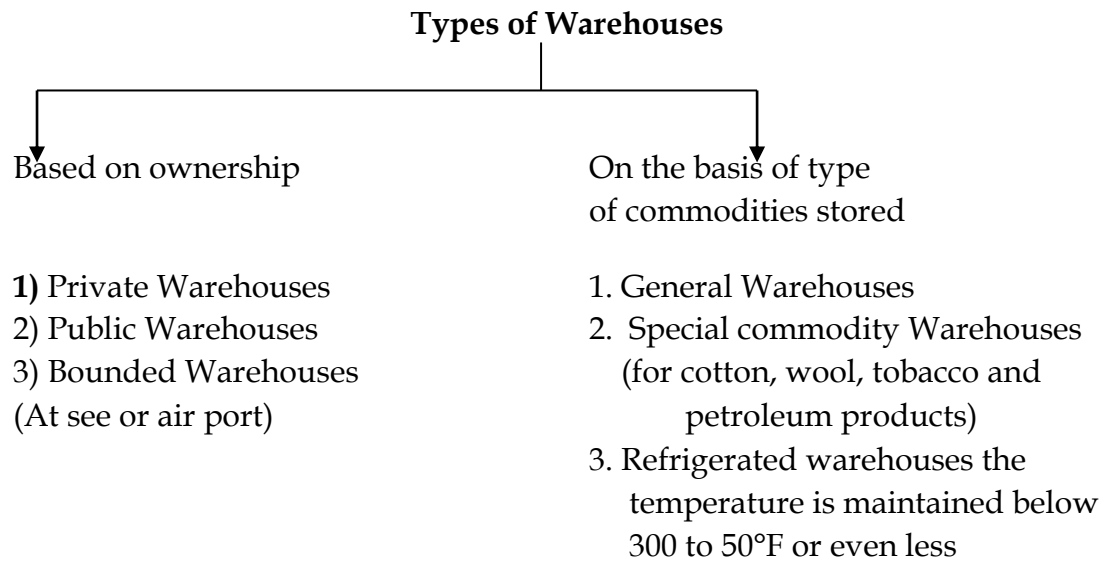 Types of Warehouses
Based on ownership
1) Private Warehouses
2) Public Warehouses
3) Bounded Warehouses
(At see or air port)
On the basis of type
of commodities stored
1. General Warehouses
2. Special commodity Warehouses
(for cotton, wool, tobacco and
petroleum products)
3. Refrigerated warehouses the
temperature is maintained below
300 to 50°F or even less